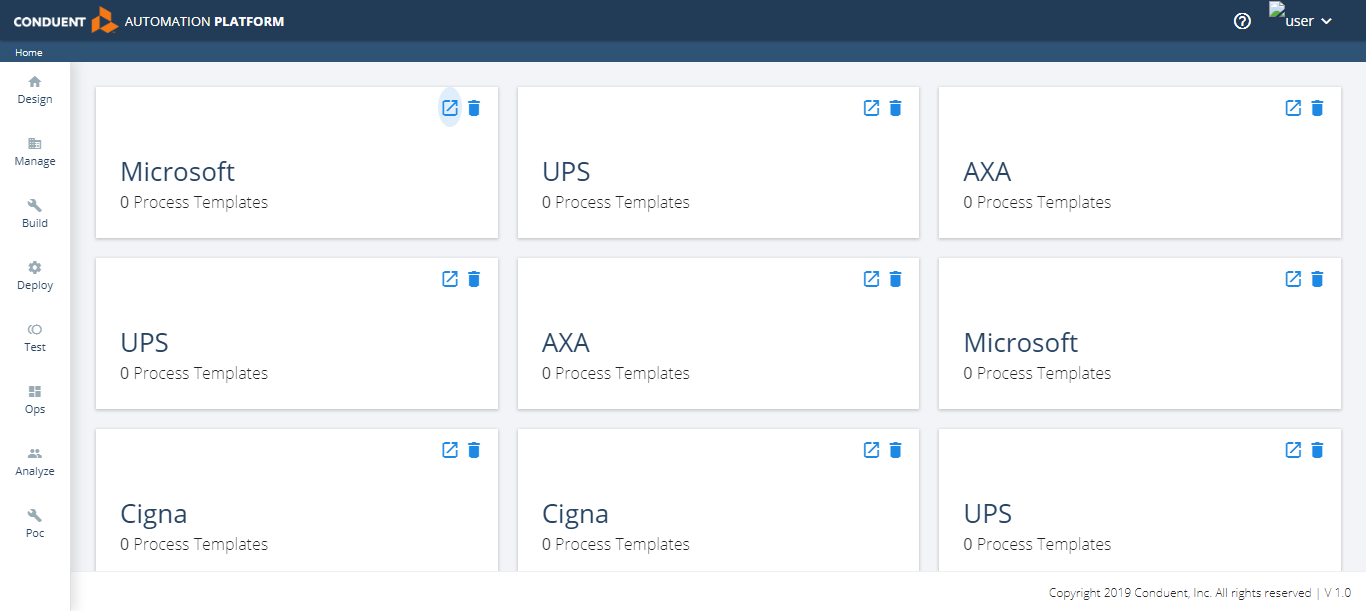 CONDUENT AUTOMATION PLATFORM
user
Home
Design
Manage
Build
Deploy
Test
Ops
Analyze
Poc
Microsoft
0 Process Templates
UPS
0 Process Templates
AXA
0 Process Templates
UPS
0 Process Templates
AXA
0 Process Templates
Microsoft
0 Process Templates
Cigna
0 Process Templates
Cigna
0 Process Templates
UPS
0 Process Templates
Copyright 2019 Conduent, Inc. All rights reserved | V 1.0